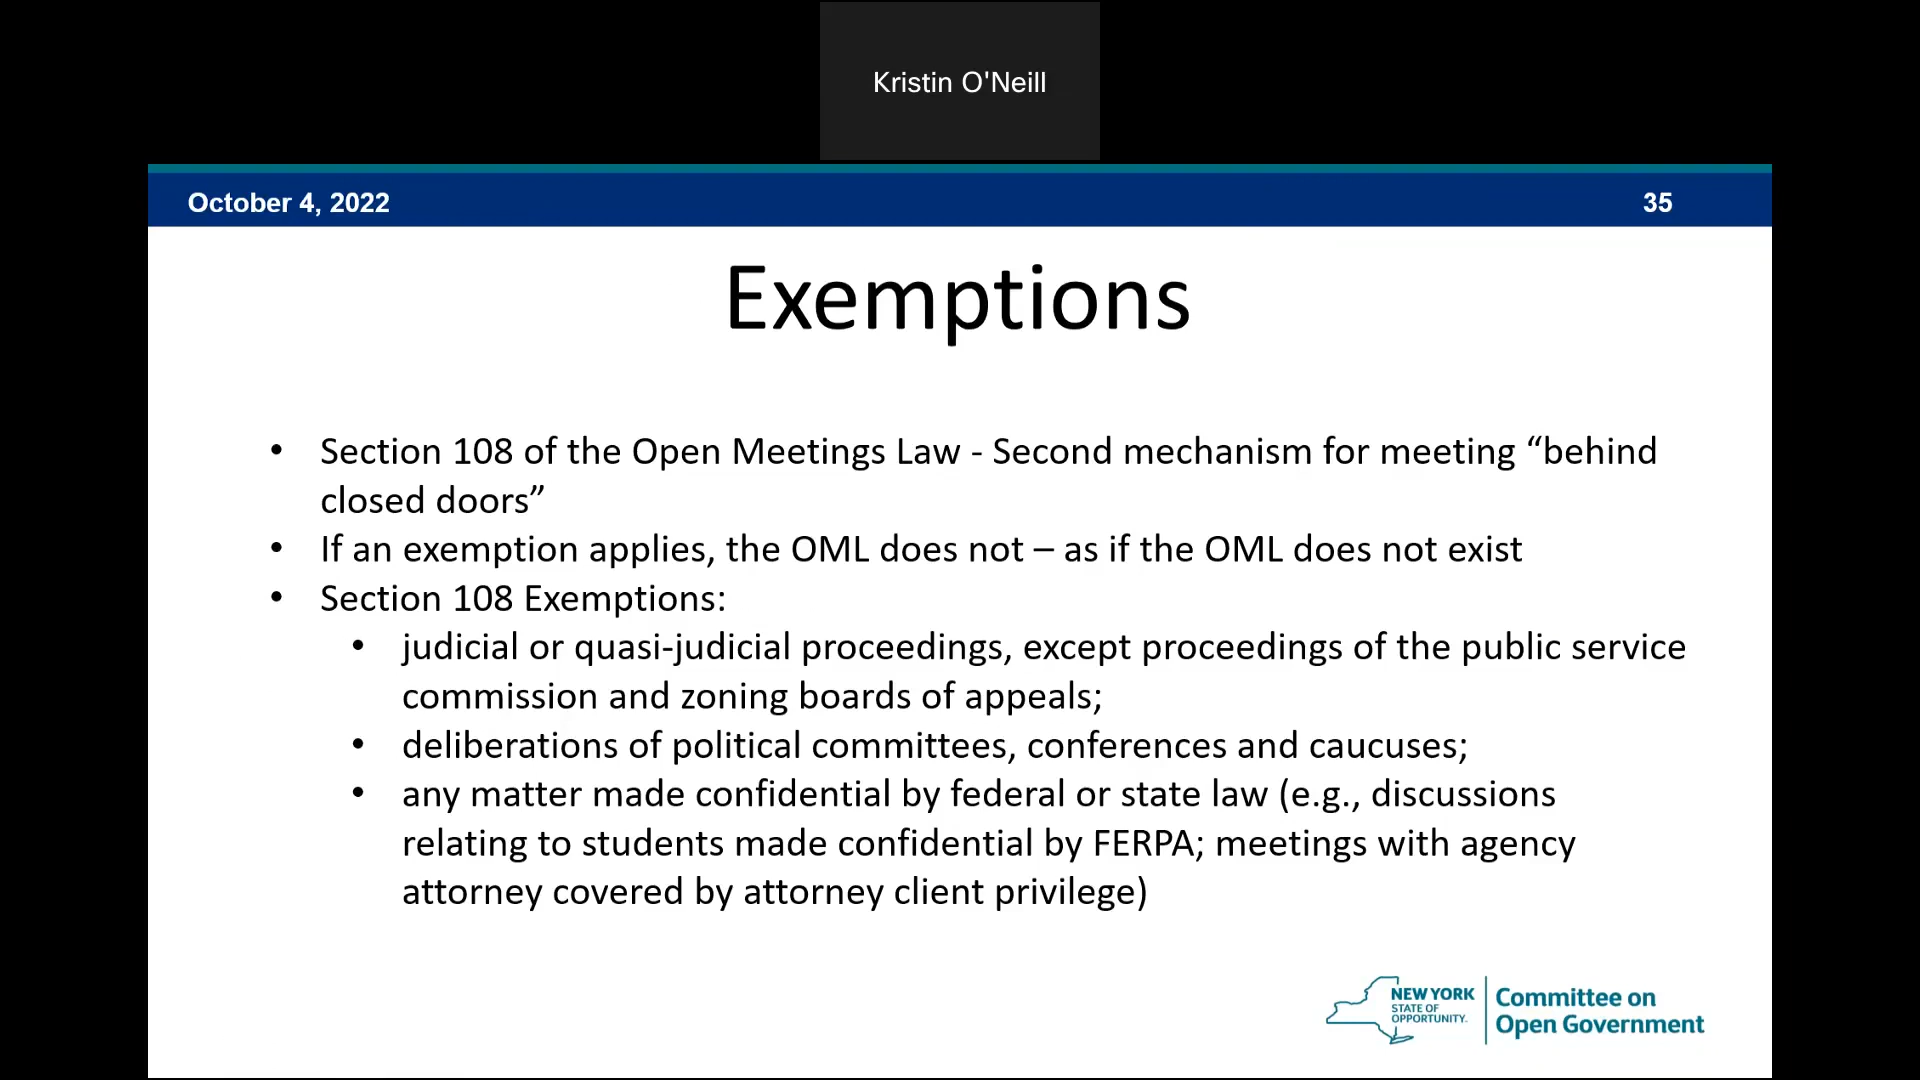 Kristin O'Neill
October 4, 2022
35
Exemptions
• Section 108 of the Open Meetings Law - Second mechanism for meeting “behind
closed doors”
• If an exemption applies, the OML does not – as if the OML does not exist
• Section 108 Exemptions:
• judicial or quasi-judicial proceedings, except proceedings of the public service
commission and zoning boards of appeals;
• deliberations of political committees, conferences and caucuses;
• any matter made confidential by federal or state law (e.g., discussions
relating to students made confidential by FERPA; meetings with agency
attorney covered by attorney client privilege)
NEW YORK
STATE OF
OPPORTUNITY.
Committee on
Open Government